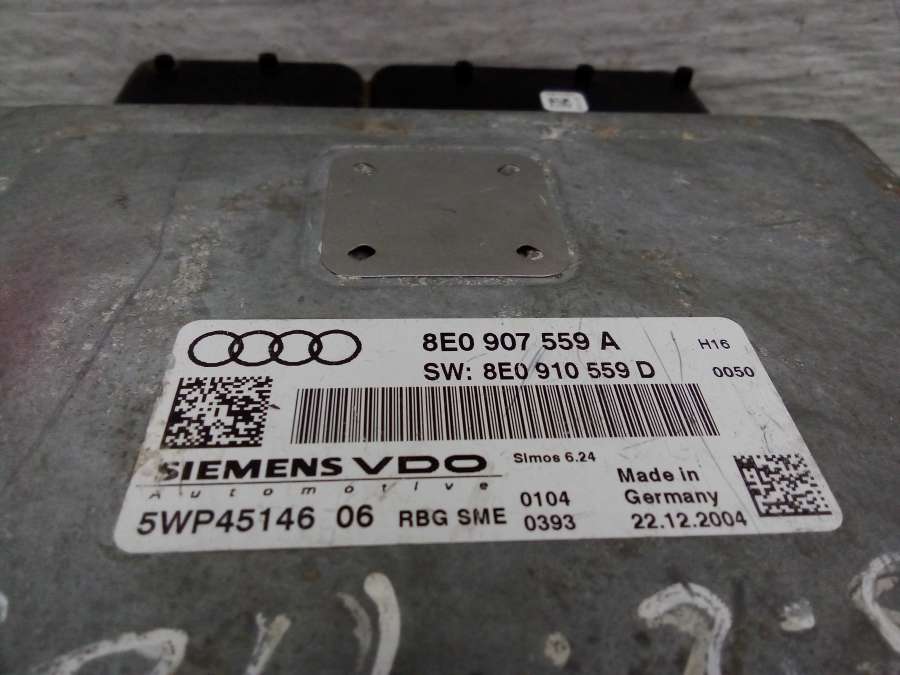 8E0 907 559 A
H16
SW: 8E0 910 559 D
0050
SIEMENS VDO
Automotive
Simos 6.24
Made in
Germany
5WP45146 06
RBG SME
0104
0393
22.12.2004